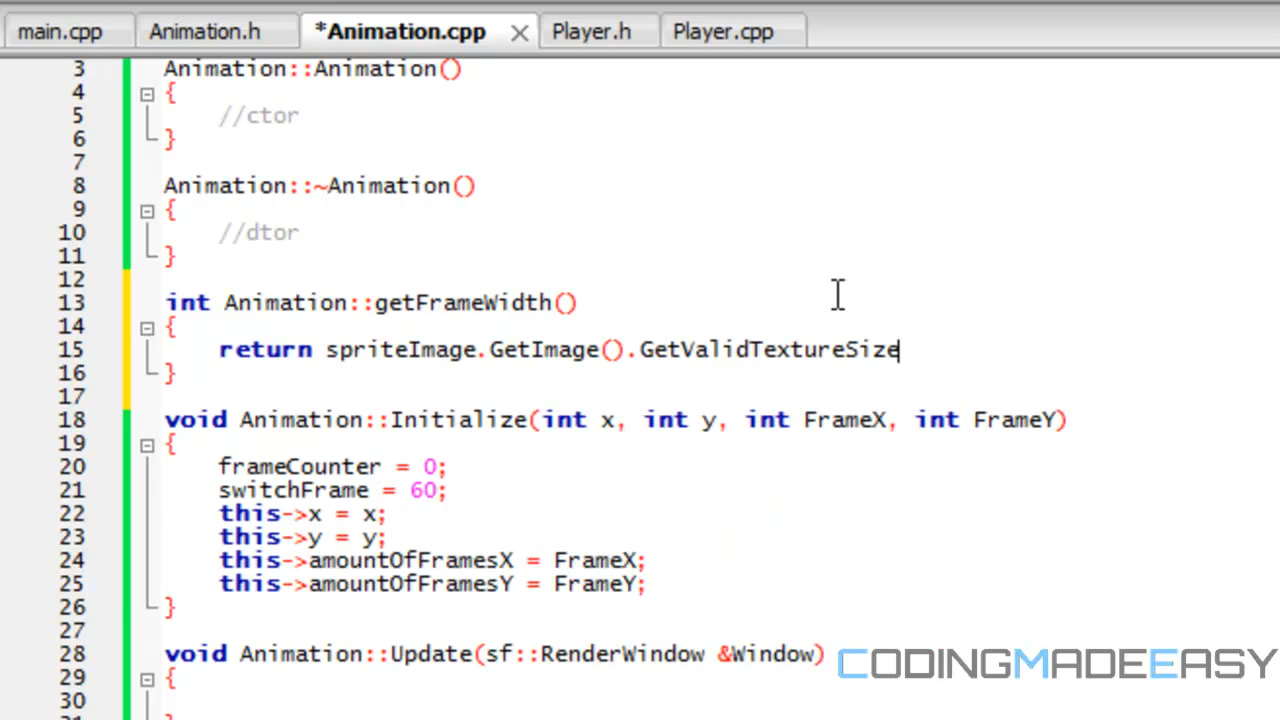 main.cpp Animation.h *Animation.cpp Player.h Player.cpp
3 Animation::Animation()
4 {
5 //ctor
6 }
7
8 Animation::~Animation()
9 {
10 //dtor
11 }
12
13 int Animation::getFrameWidth()
14 {
15 return spriteImage.GetImage().GetValidTextureSize
16 }
17
18 void Animation::Initialize(int x, int y, int FrameX, int FrameY)
19 {
20 frameCounter = 0;
21 switchFrame = 60;
22 this->x = x;
23 this->y = y;
24 this->amountOfFramesX = FrameX;
25 this->amountOfFramesY = FrameY;
26 }
27
28 void Animation::Update(sf::RenderWindow &Window)
29 {
30
CODINGMADEEASY